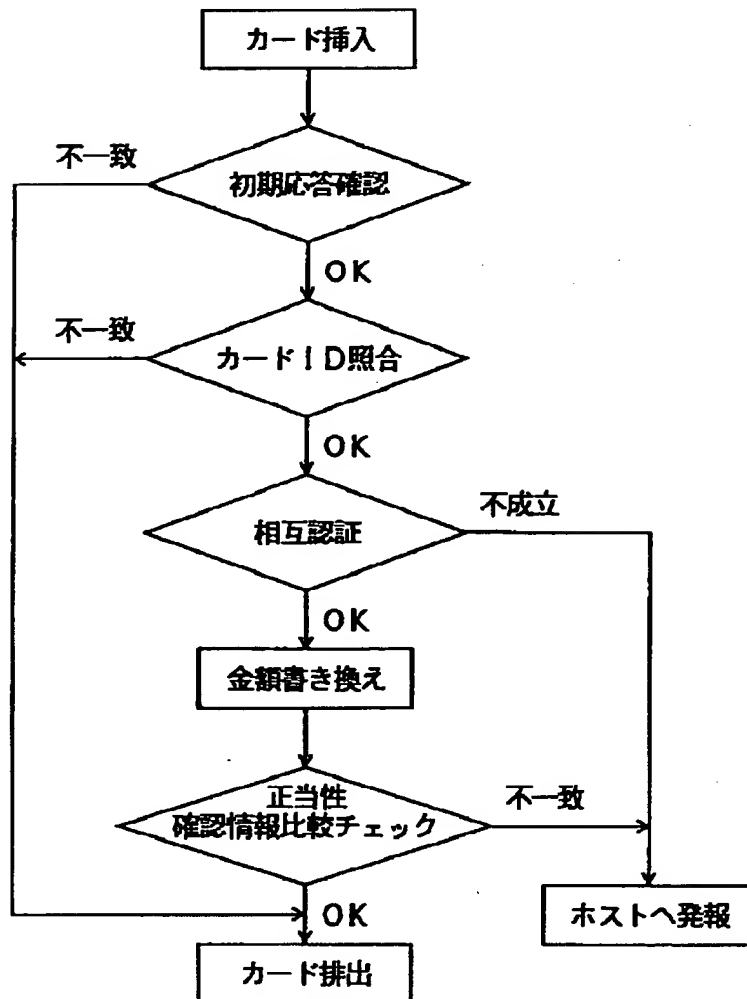 カード挿入
不一致
初期応答確認
OK
不一致
カードID照合
OK
不成立
相互認証
OK
金額書き換え
正当性
確認情報比較チェック
不一致
OK
ホストへ発報
カード排出